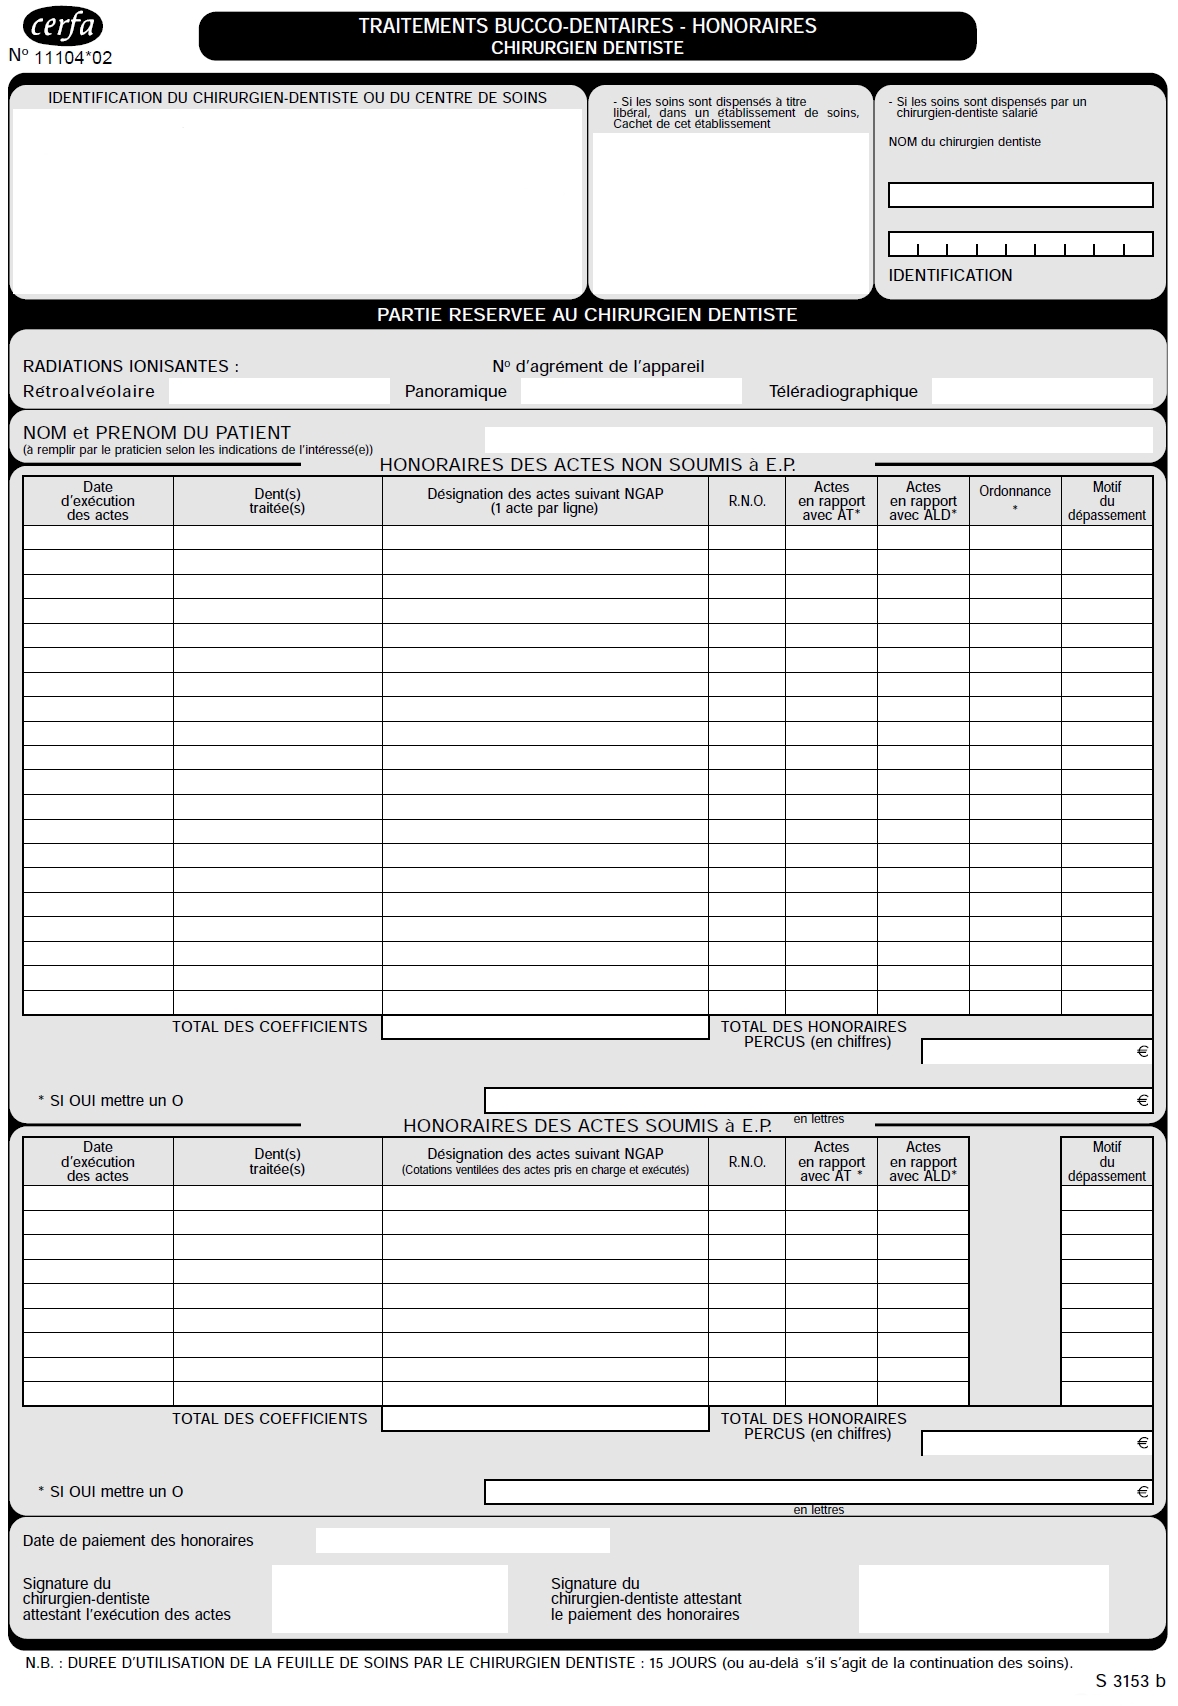 cerfa
N° 11104*02
TRAITEMENTS BUCCO-DENTAIRES - HONORAIRES
CHIRURGIEN DENTISTE
IDENTIFICATION DU CHIRURGIEN-DENTISTE OU DU CENTRE DE SOINS
- Si les soins sont dispensés à titre
libéral, dans un établissement de soins,
Cachet de cet établissement
- Si les soins sont dispensés par un
chirurgien-dentiste salarié
NOM du chirurgien dentiste
IDENTIFICATION
PARTIE RESERVEE AU CHIRURGIEN DENTISTE
RADIATIONS IONISANTES :
N° d'agrément de l'appareil
Rétroalvéolaire
Panoramique
Téléradiographique
NOM et PRENOM DU PATIENT
(à remplir par le praticien selon les indications de l'intéressé(e))
HONORAIRES DES ACTES NON SOUMIS à E.P.
Date
d'exécution
des actes
Dent(s)
traitée(s)
Désignation des actes suivant NGAP
(1 acte par ligne)
R.N.O.
Actes
en rapport
avec AT*
Actes
en rapport
avec ALD*
Ordonnance
*
Motif
du
dépassement
TOTAL DES COEFFICIENTS
TOTAL DES HONORAIRES
PERCUS (en chiffres)
€
* SI OUI mettre un O
€
en lettres
HONORAIRES DES ACTES SOUMIS à E.P.
Date
d'exécution
des actes
Dent(s)
traitée(s)
Désignation des actes suivant NGAP
(Cotations ventilées des actes pris en charge et exécutés)
R.N.O.
Actes
en rapport
avec AT *
Actes
en rapport
avec ALD*
Motif
du
dépassement
TOTAL DES COEFFICIENTS
TOTAL DES HONORAIRES
PERCUS (en chiffres)
€
* SI OUI mettre un O
€
en lettres
Date de paiement des honoraires
Signature du
chirurgien-dentiste
attestant l'exécution des actes
Signature du
chirurgien-dentiste attestant
le paiement des honoraires
N.B. : DUREE D'UTILISATION DE LA FEUILLE DE SOINS PAR LE CHIRURGIEN DENTISTE : 15 JOURS (ou au-delà s'il s'agit de la continuation des soins).
S 3153 b